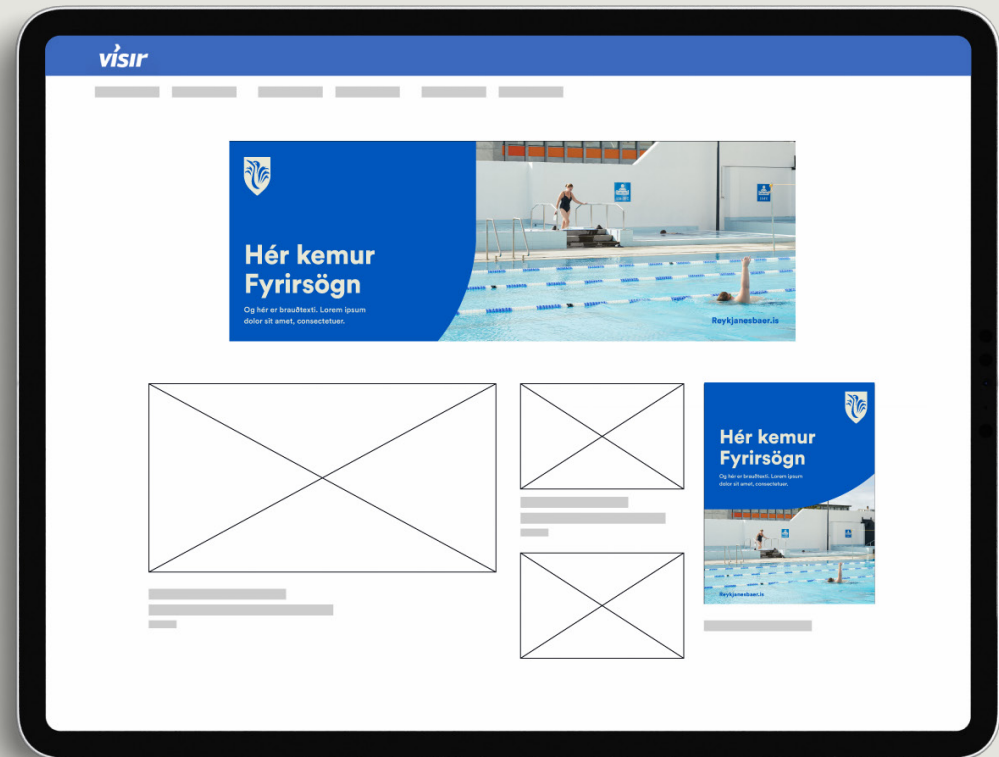 vísır
Hér kemur
Fyrirsögn
Og hér er brauðtexti. Lorem ipsum
dolor sit amet, consectetuer.
Reykjanesbaer.is
Hér kemur
Fyrirsögn
Og hér er brauðtexti. Lorem ipsum
dolor sit amet, consectetuer.
Reykjanesbaer.is